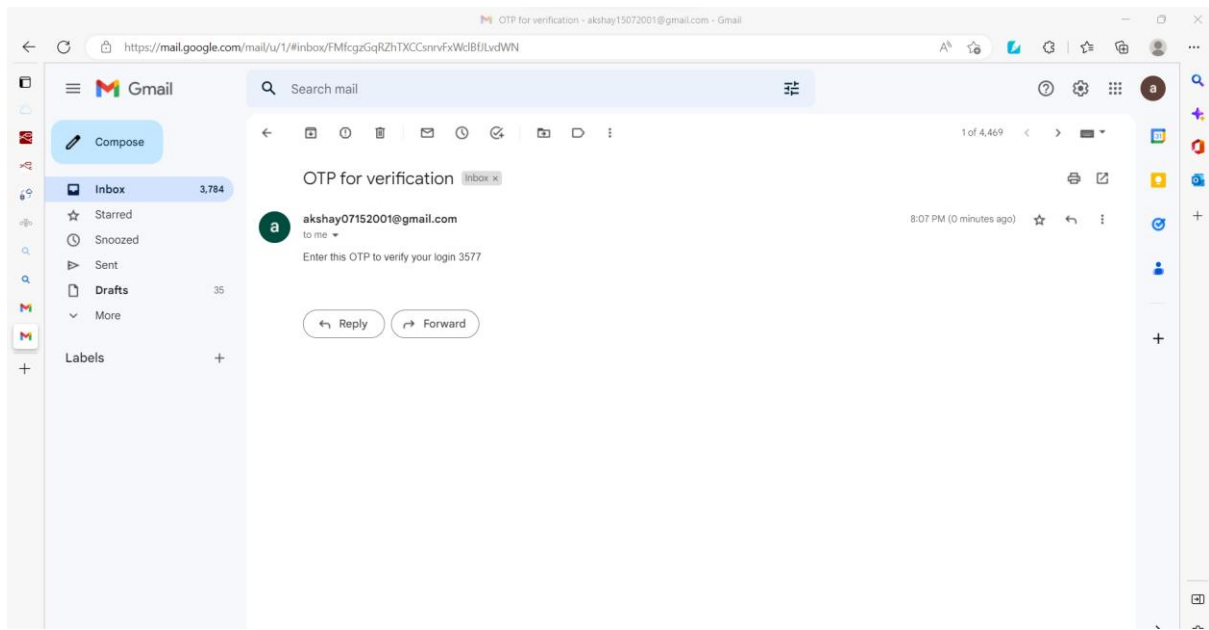 OTP for verification - akshay15072001@gmail.com - Gmail
https://mail.google.com/mail/u/1/#inbox/FMfcgzGqRZhTXCCsnrvFxWclBfJLvdWN
Gmail
Search mail
a
Compose
1 of 4,469
31
OTP for verification Inbox ×
Inbox 3,784
Starred
Snoozed
Sent
Drafts 35
More
Labels
a
akshay07152001@gmail.com 8:07 PM (0 minutes ago)
to me
Enter this OTP to verify your login 3577
Reply Forward